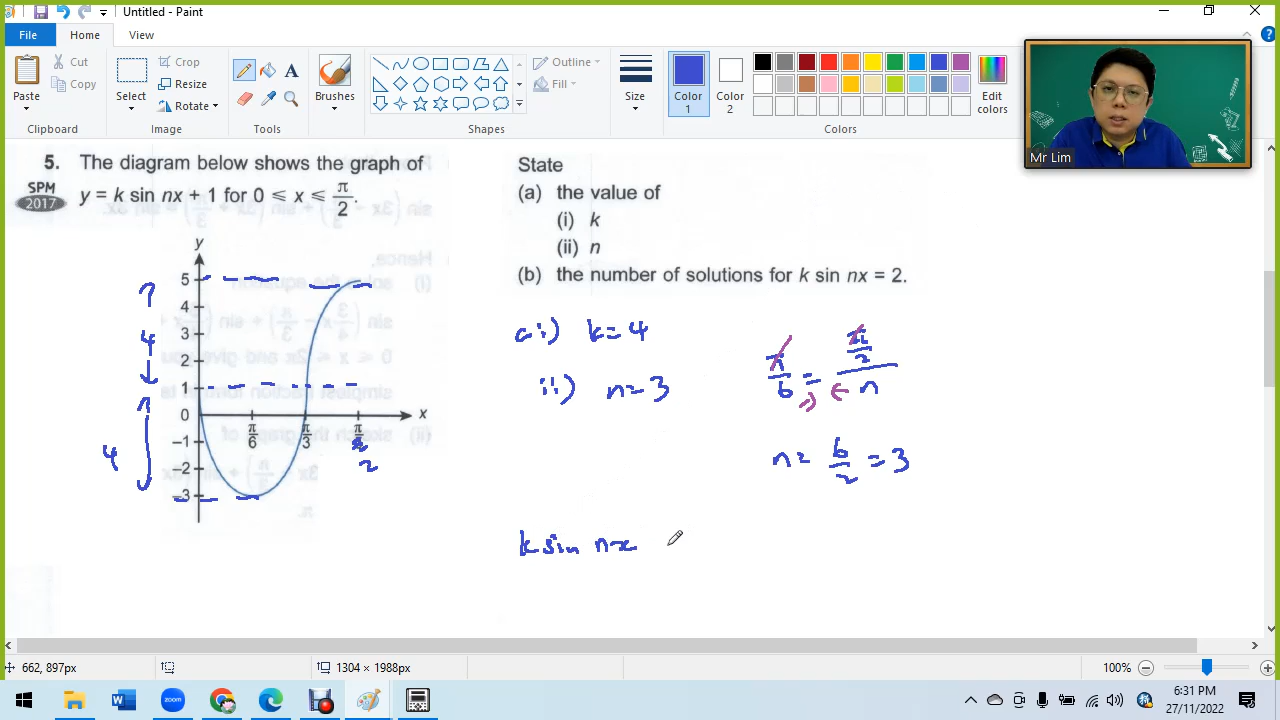 Untitled - Paint
File Home View
Paste
Cut
Copy
Clipboard
Select
Crop
Resize
Rotate
Image
A
Tools
Brushes
Shapes
Outline
Fill
Size
Color 1
Color 2
Edit colors
Colors
Mr Lim
5. The diagram below shows the graph of
SPM 2017
y = k sin nx + 1 for 0 ⩽ x ⩽ π/2.
y
5
4
3
2
1
0
−1
−2
−3
π/6
π/3
π/2
x
4
4
State
(a) the value of
(i) k
(ii) n
(b) the number of solutions for k sin nx = 2.
a i) k = 4
ii) n = 3
π/6 = (π/2)/n
n = 6/2 = 3
k sin nx
662, 897px
1304 × 1988px
100%
6:31 PM
27/11/2022